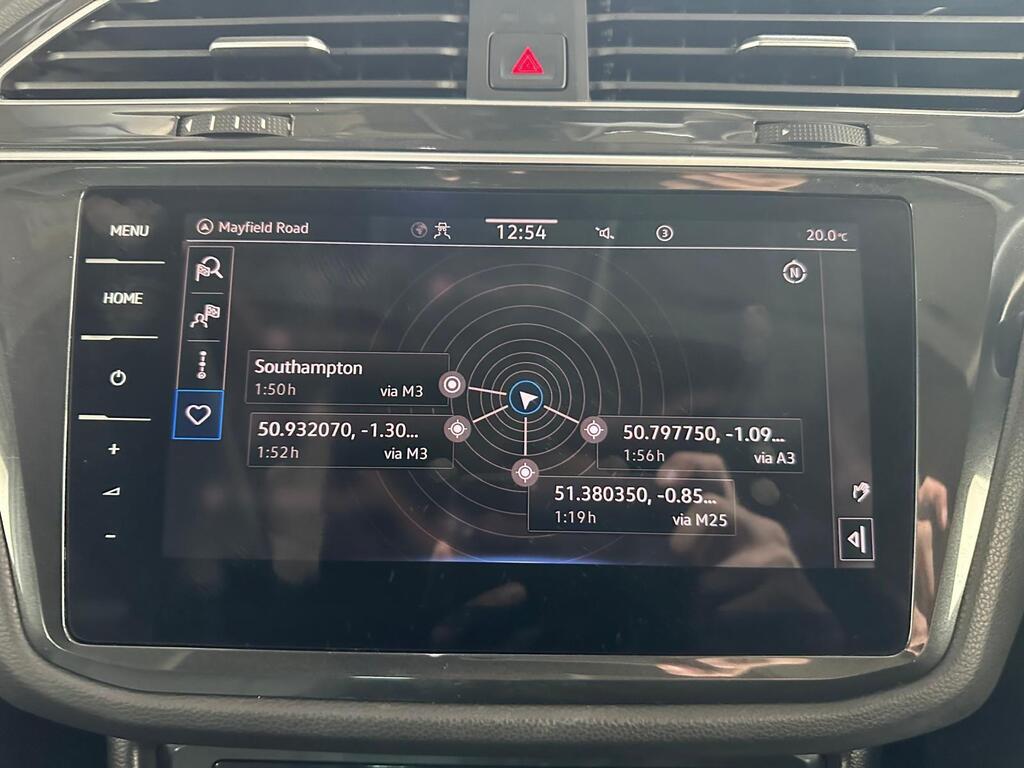 MENU
HOME
+
-
Mayfield Road
12:54
3
20.0°C
N
Southampton
1:50h
via M3
50.932070, -1.30...
1:52h
via M3
50.797750, -1.09...
1:56h
via A3
51.380350, -0.85...
1:19h
via M25